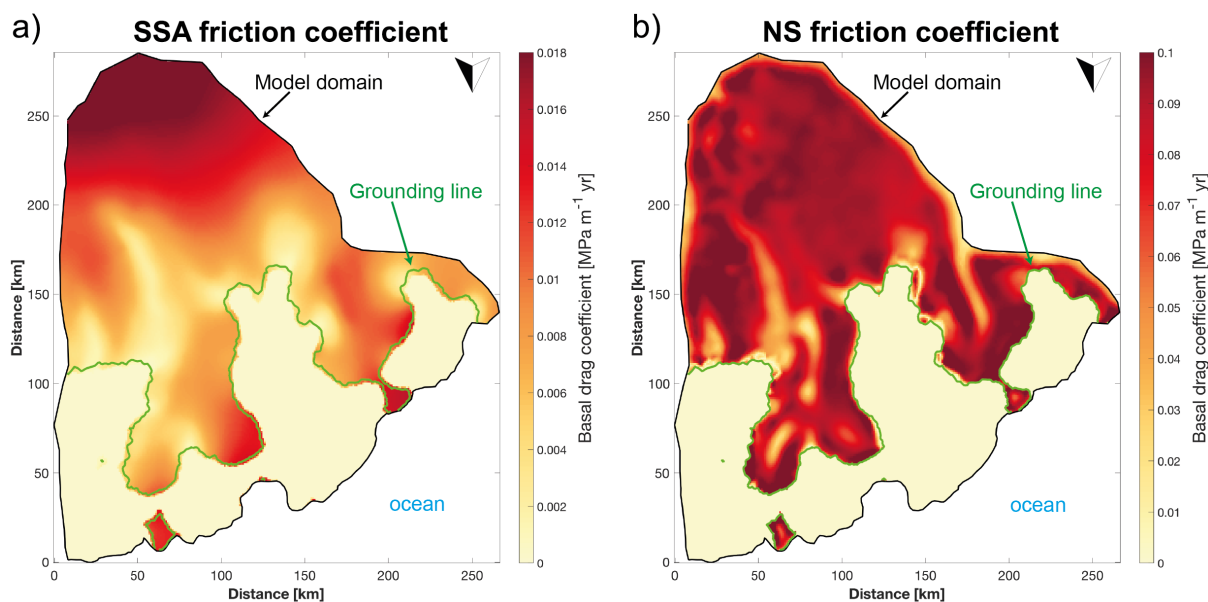 a) SSA friction coefficient
Model domain
Grounding line
ocean
250
200
150
100
50
0
Distance [km]
0 50 100 150 200 250
Distance [km]
0.018
0.016
0.014
0.012
0.01
0.008
0.006
0.004
0.002
0
Basal drag coefficient [MPa m⁻¹ yr]
b) NS friction coefficient
Model domain
Grounding line
ocean
250
200
150
100
50
0
Distance [km]
0 50 100 150 200 250
Distance [km]
0.1
0.09
0.08
0.07
0.06
0.05
0.04
0.03
0.02
0.01
0
Basal drag coefficient [MPa m⁻¹ yr]